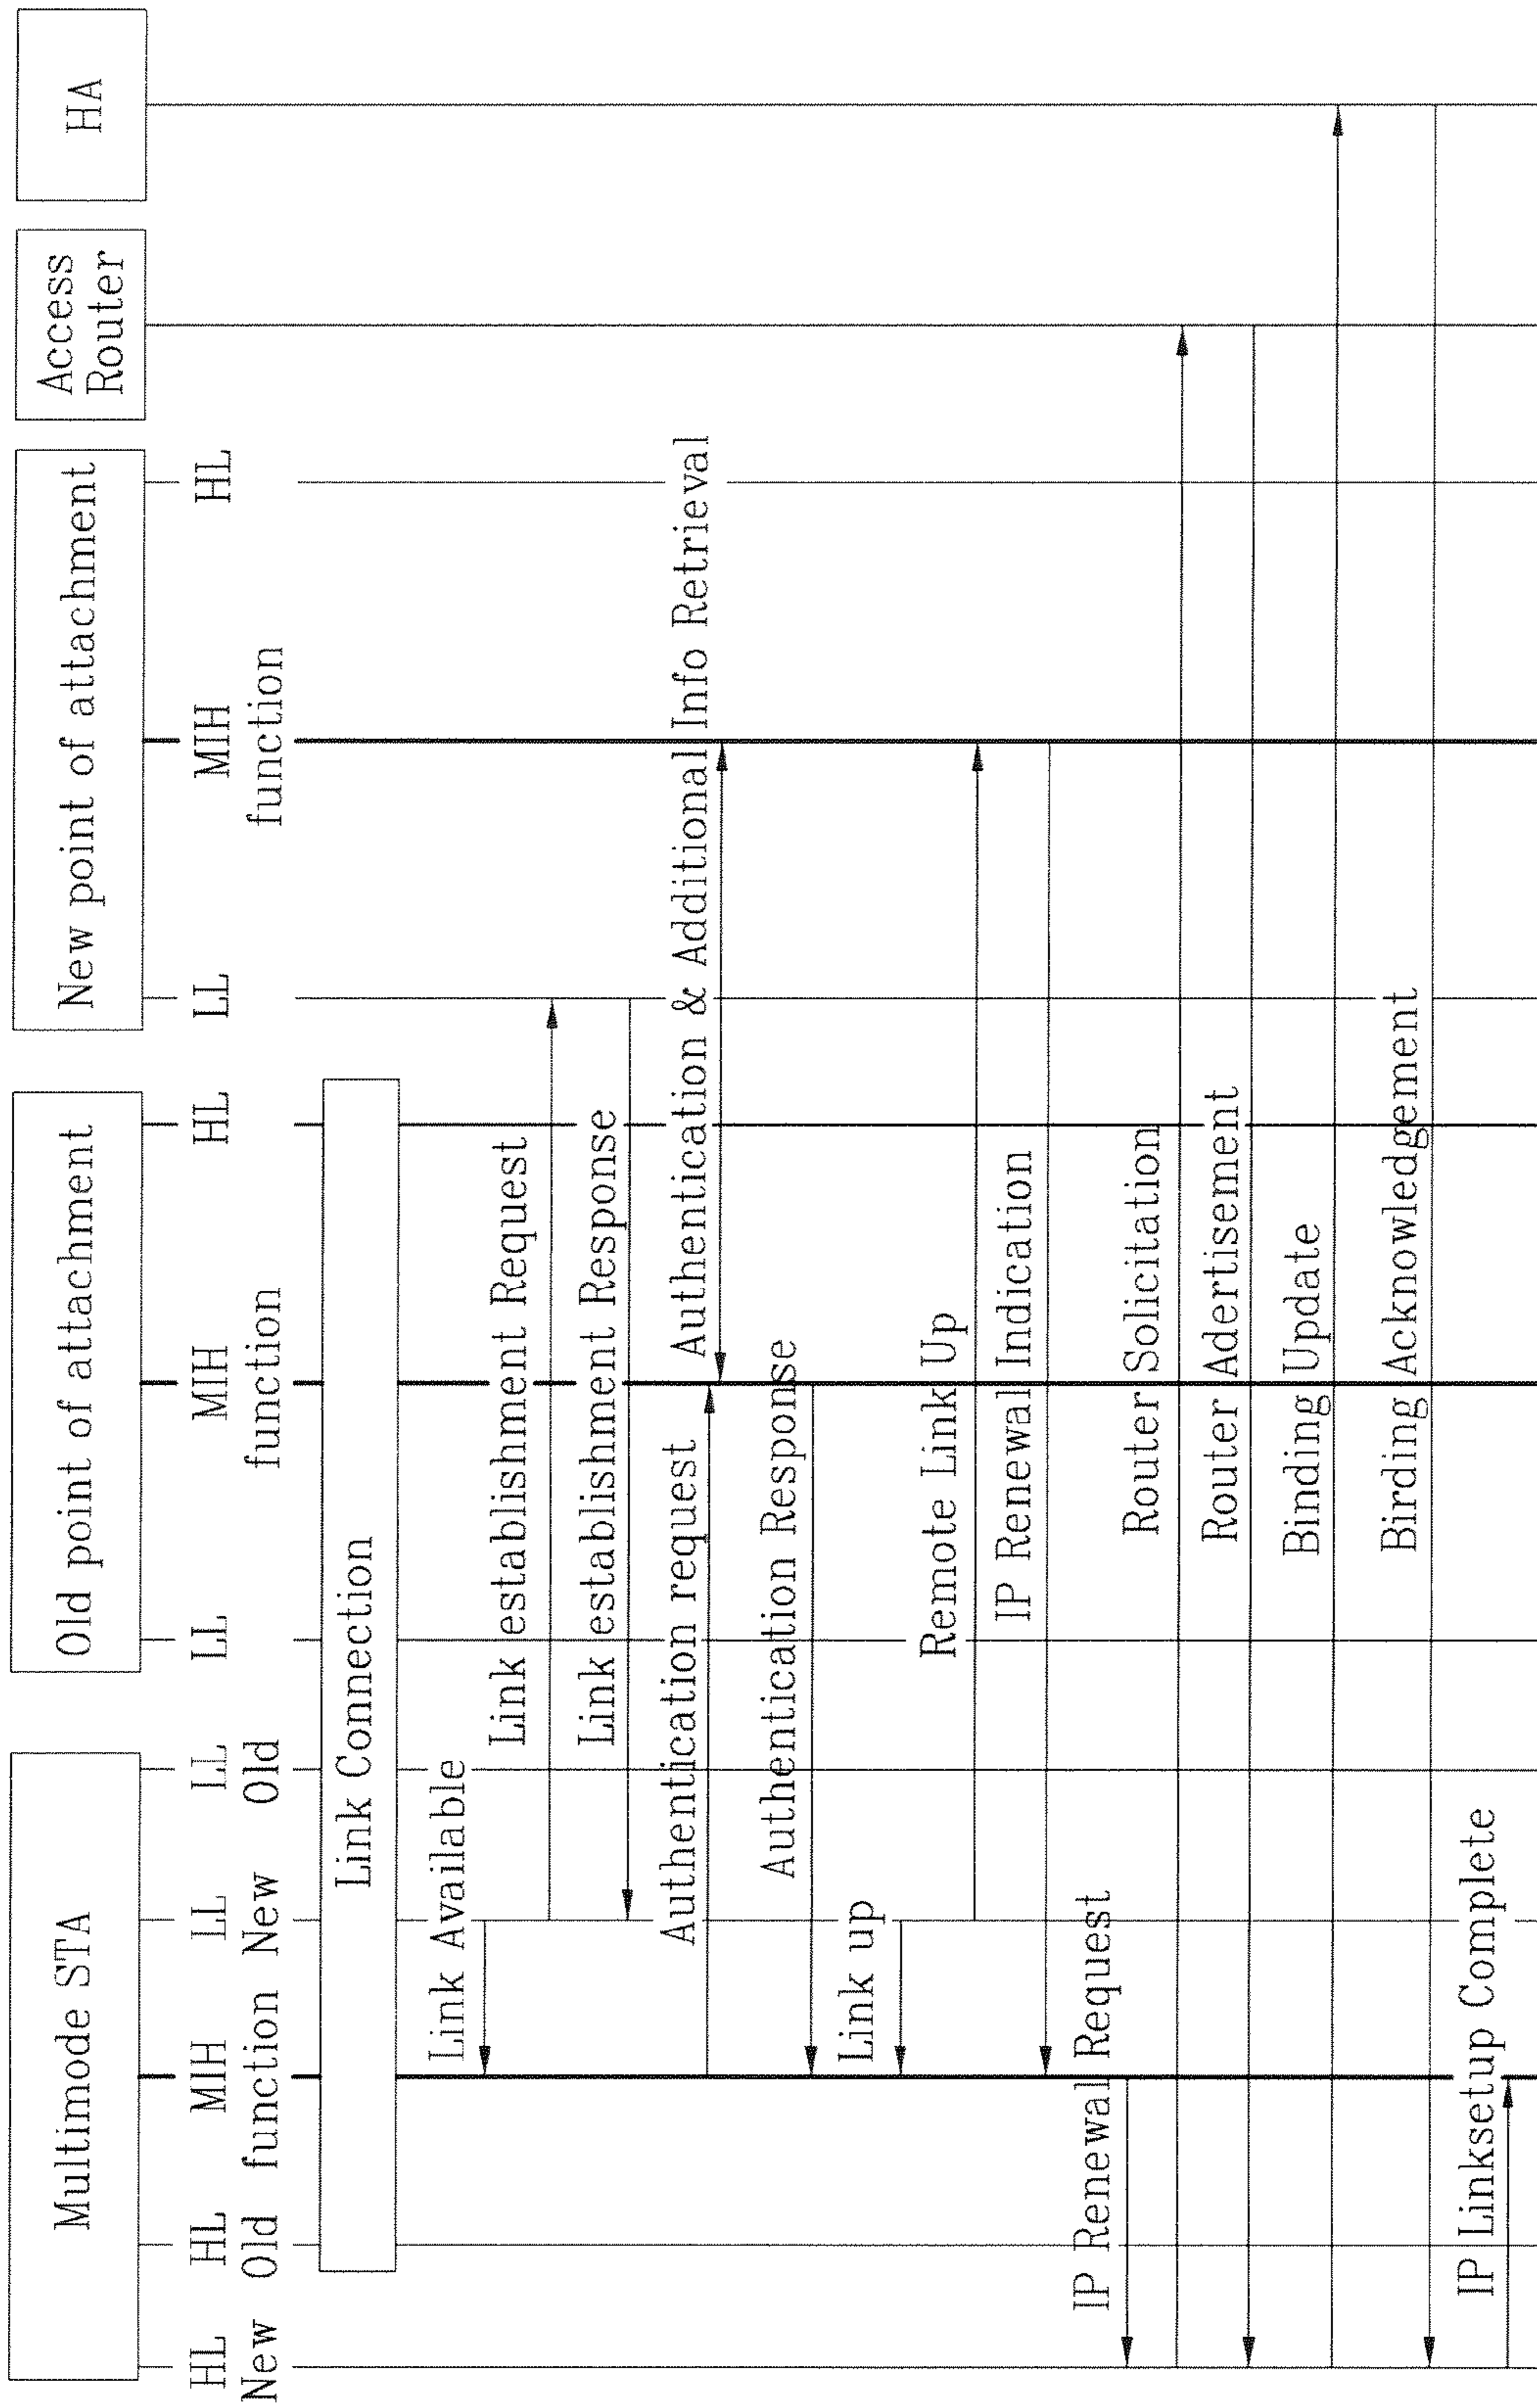 Multimode STA
Old point of attachment
New point of attachment
Access
Router
HA
HL
New
HL
Old
MIH
function
LL
New
LL
Old
LL
MIH
function
HL
LL
MIH
function
HL
Link Connection
Link Available
Link establishment Request
Link establishment Response
Authentication request
Authentication & Additional Info Retrieval
Authentication Response
Link up
Remote Link Up
IP Renewal Indication
IP Renewal Request
Router Solicitation
Router Adertisement
Binding Update
Birding Acknowledgement
IP Linksetup Complete